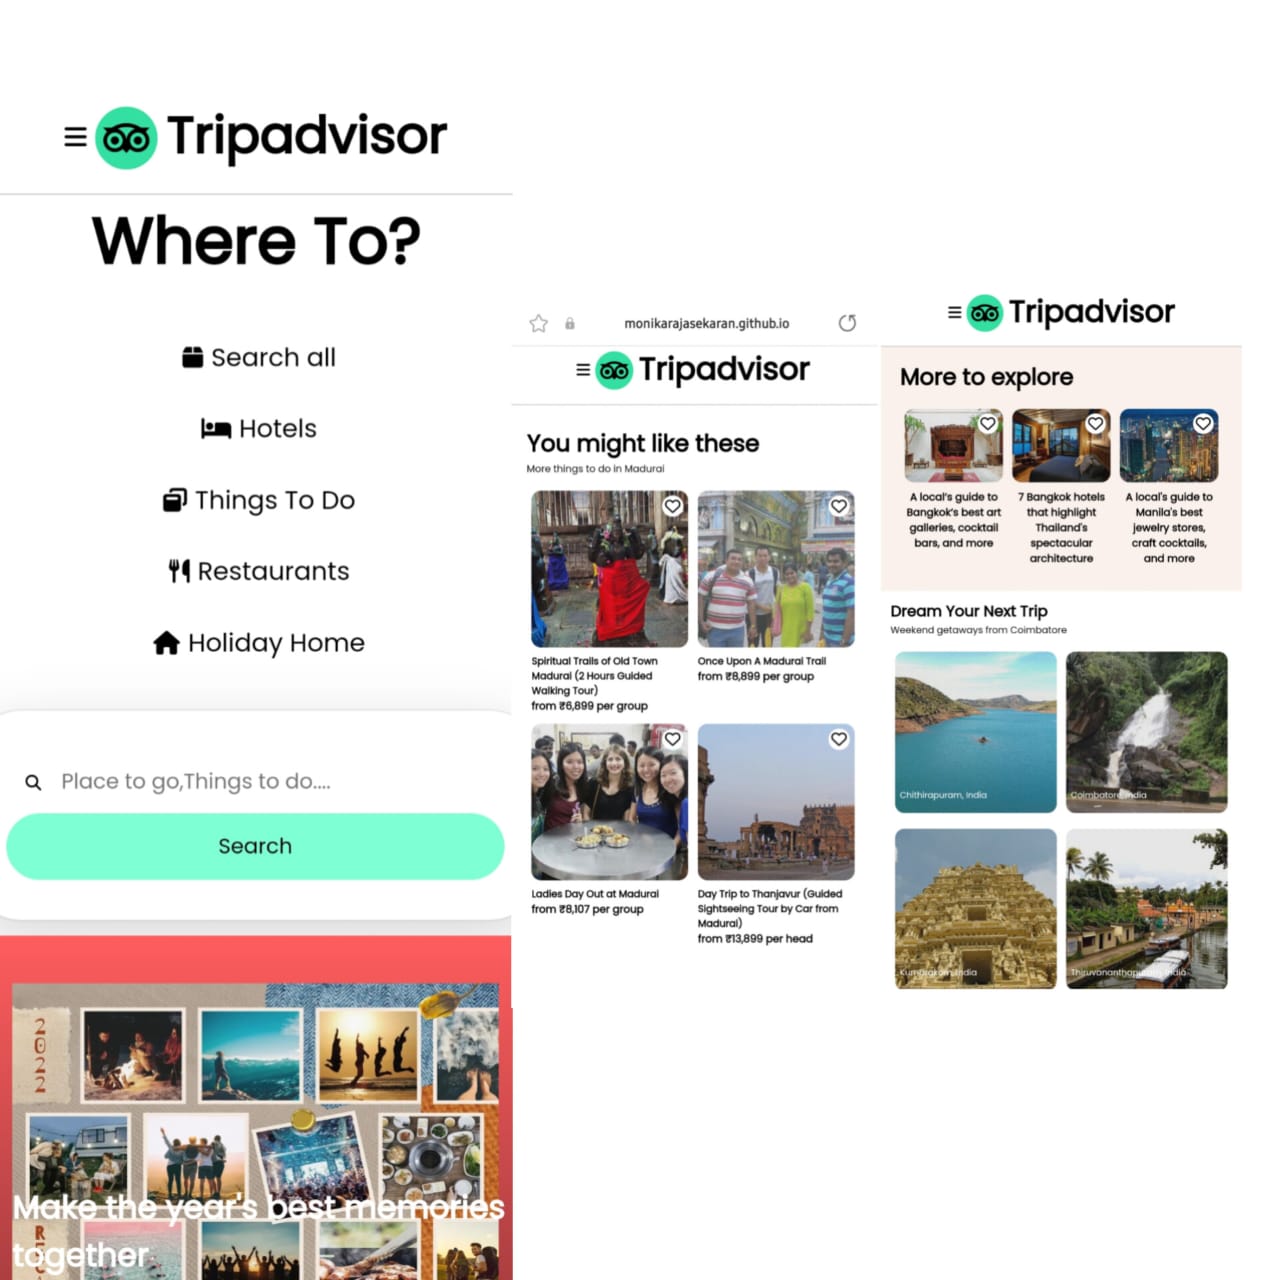 Tripadvisor
Where To?
Search all
Hotels
Things To Do
Restaurants
Holiday Home
Place to go,Things to do....
Search
2022
Make the year's best memories
together
monikarajasekaran.github.io
Tripadvisor
You might like these
More things to do in Madurai
Spiritual Trails of Old Town
Madurai (2 Hours Guided
Walking Tour)
from ₹6,899 per group
Once Upon A Madurai Trail
from ₹8,899 per group
Ladies Day Out at Madurai
from ₹8,107 per group
Day Trip to Thanjavur (Guided
Sightseeing Tour by Car from
Madurai)
from ₹13,899 per head
Tripadvisor
More to explore
A local's guide to
Bangkok's best art
galleries, cocktail
bars, and more
7 Bangkok hotels
that highlight
Thailand's
spectacular
architecture
A local's guide to
Manila's best
jewelry stores,
craft cocktails,
and more
Dream Your Next Trip
Weekend getaways from Coimbatore
Chithirapuram, India
Coimbatore, India
Kumarakom, India
Thiruvananthapuram, India